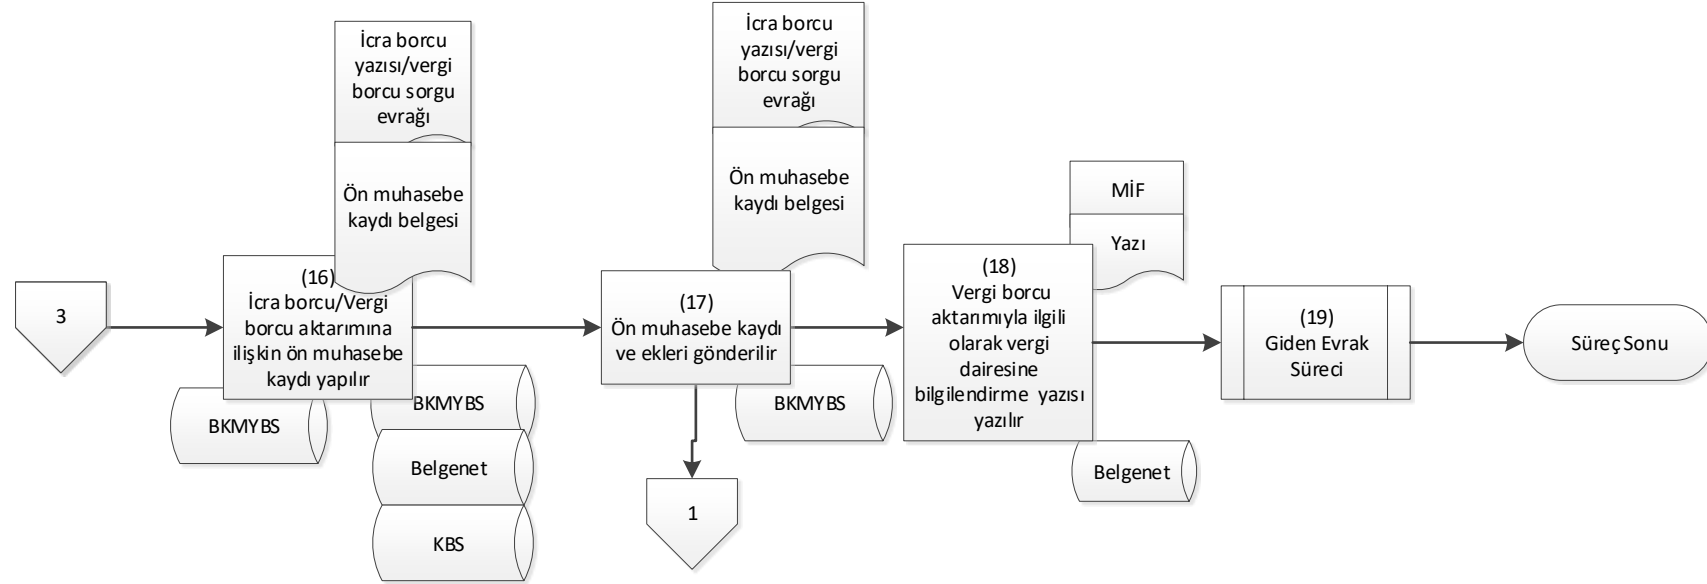 3
İcra borcu
yazısı/vergi
borcu sorgu
evrağı
Ön muhasebe
kaydı belgesi
(16)
İcra borcu/Vergi
borcu aktarımına
ilişkin ön muhasebe
kaydı yapılır
BKMYBS
BKMYBS
Belgenet
KBS
İcra borcu
yazısı/vergi
borcu sorgu
evrağı
Ön muhasebe
kaydı belgesi
(17)
Ön muhasebe kaydı
ve ekleri gönderilir
BKMYBS
1
MİF
Yazı
(18)
Vergi borcu
aktarımıyla ilgili
olarak vergi
dairesine
bilgilendirme yazısı
yazılır
Belgenet
(19)
Giden Evrak
Süreci
Süreç Sonu